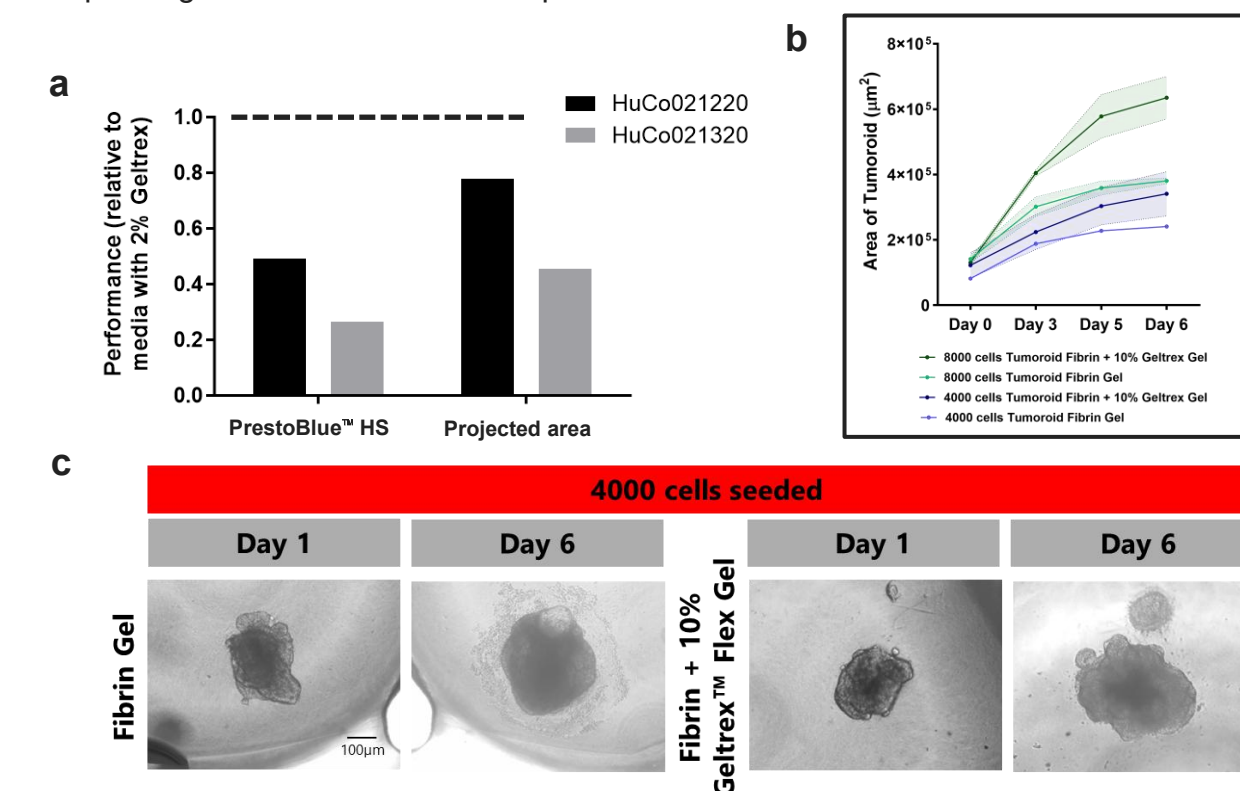 a
Performance (relative to
media with 2% Geltrex)
1.0
0.8
0.6
0.4
0.2
0.0
PrestoBlue™ HS
Projected area
HuCo021220
HuCo021320
b
Area of Tumoroid (µm²)
8×10⁵
6×10⁵
4×10⁵
2×10⁵
0
Day 0
Day 3
Day 5
Day 6
8000 cells Tumoroid Fibrin + 10% Geltrex Gel
8000 cells Tumoroid Fibrin Gel
4000 cells Tumoroid Fibrin + 10% Geltrex Gel
4000 cells Tumoroid Fibrin Gel
c
4000 cells seeded
Day 1
Day 6
Day 1
Day 6
Fibrin Gel
100µm
Fibrin + 10%
Geltrex™ Flex Gel